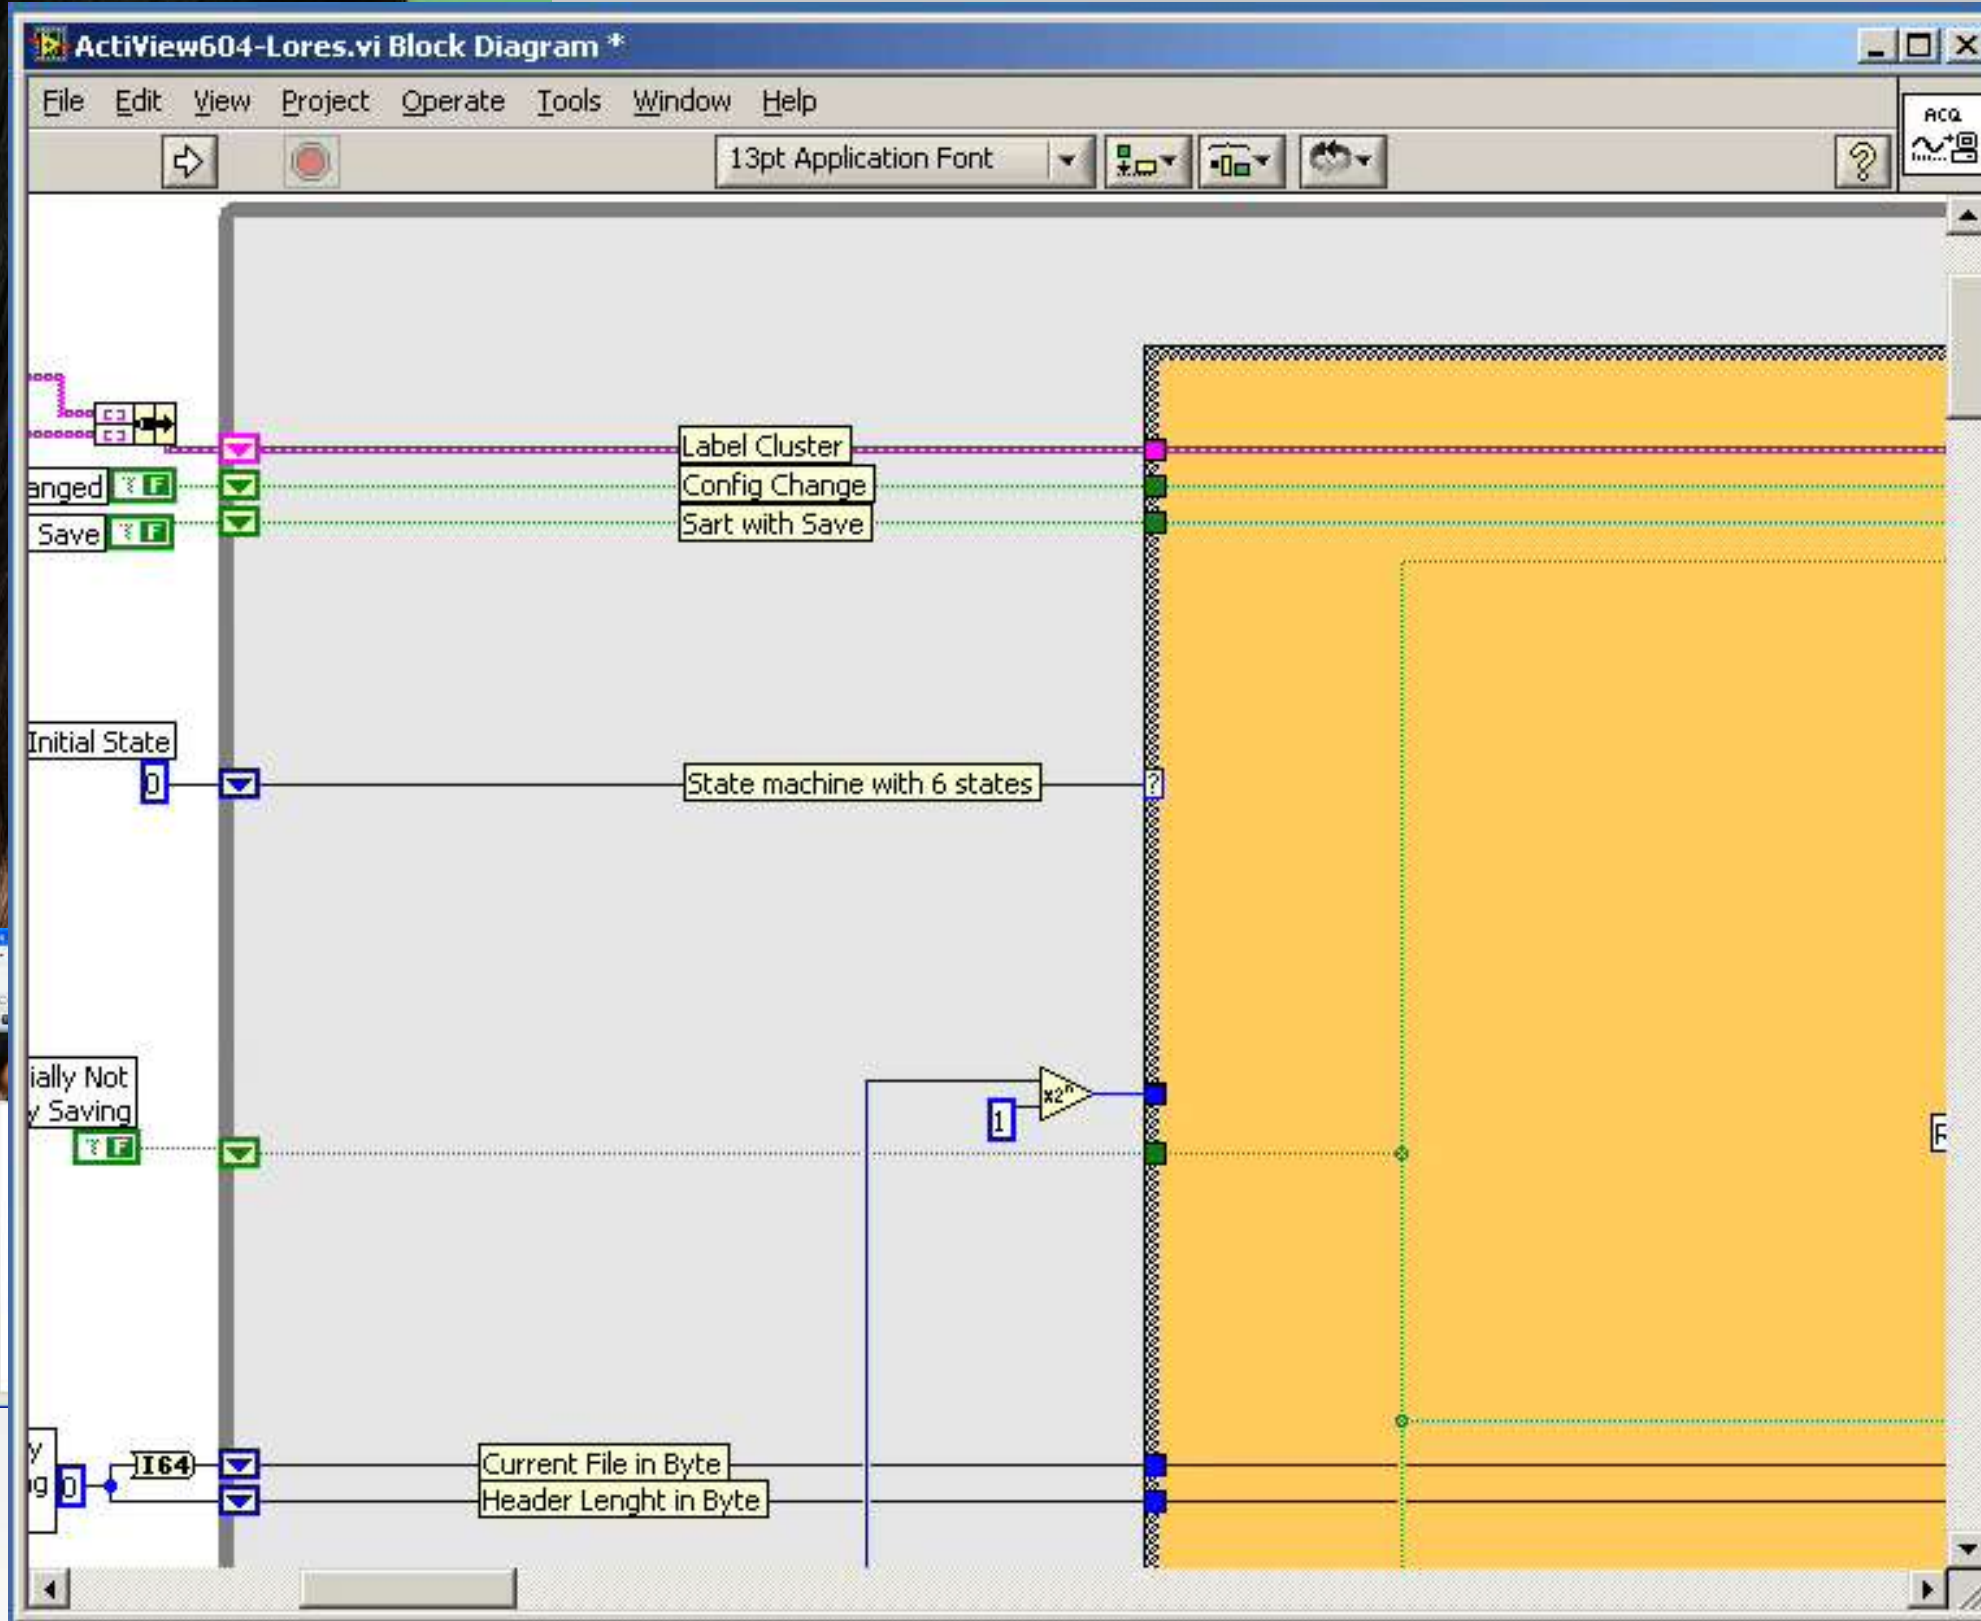 ActiView604-Lores.vi Block Diagram *
File Edit View Project Operate Tools Window Help
13pt Application Font
?
ACQ
Label Cluster
anged F
Config Change
Save F
Sart with Save
Initial State
0
State machine with 6 states
?
ially Not
y Saving
F
x2ⁿ
1
R
y
g 0
I64
Current File in Byte
Header Lenght in Byte